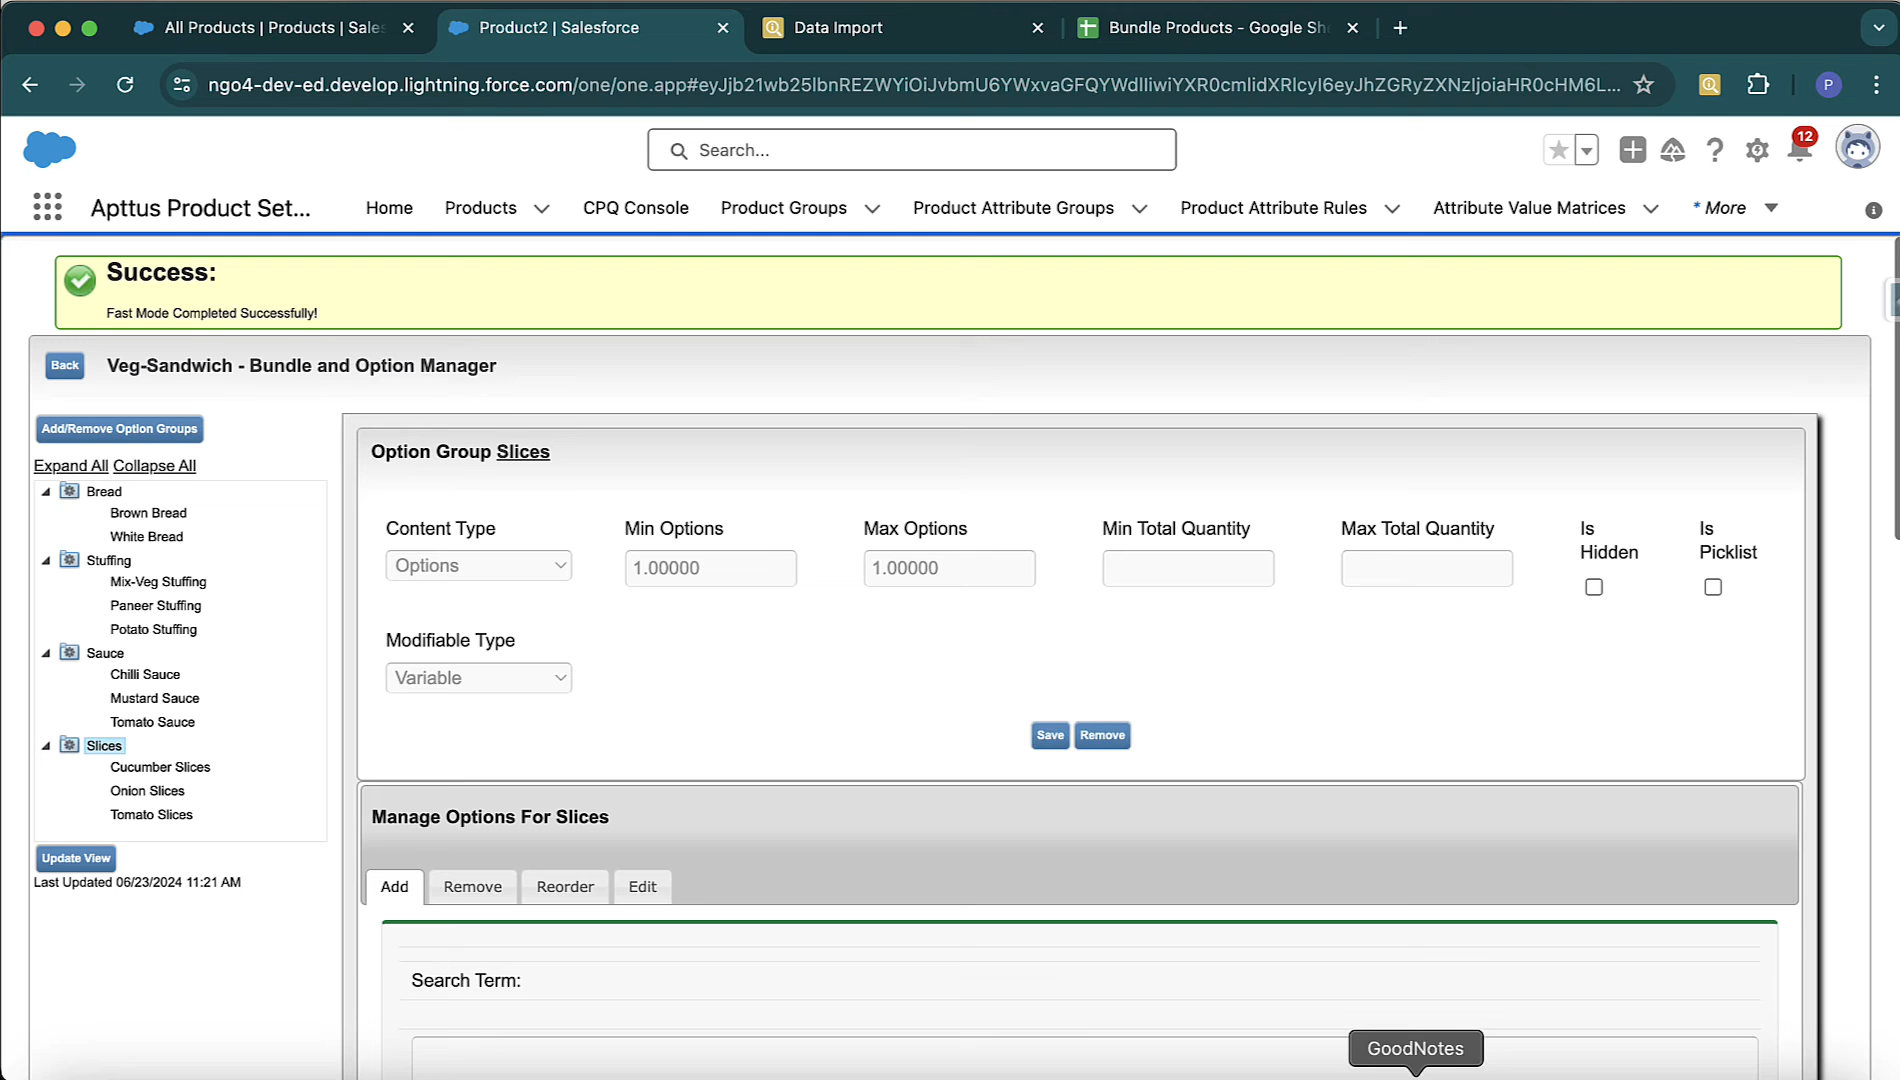 All Products | Products | Sales
Product2 | Salesforce
Data Import
Bundle Products - Google She
ngo4-dev-ed.develop.lightning.force.com/one/one.app#eyJjb21wb25lbnREZWYiOiJvbmU6YWxvaGFQYWdlIiwiYXR0cmlidXRlcyI6eyJhZGRyZXNzIjoiaHR0cHM6L...
P
Search...
12
Apttus Product Set...
Home
Products
CPQ Console
Product Groups
Product Attribute Groups
Product Attribute Rules
Attribute Value Matrices
* More
Success:
Fast Mode Completed Successfully!
Back
Veg-Sandwich - Bundle and Option Manager
Add/Remove Option Groups
Expand All Collapse All
Bread
Brown Bread
White Bread
Stuffing
Mix-Veg Stuffing
Paneer Stuffing
Potato Stuffing
Sauce
Chilli Sauce
Mustard Sauce
Tomato Sauce
Slices
Cucumber Slices
Onion Slices
Tomato Slices
Update View
Last Updated 06/23/2024 11:21 AM
Option Group Slices
Content Type
Min Options
Max Options
Min Total Quantity
Max Total Quantity
Is Hidden
Is Picklist
Options
1.00000
1.00000
Modifiable Type
Variable
Save
Remove
Manage Options For Slices
Add
Remove
Reorder
Edit
Search Term:
GoodNotes